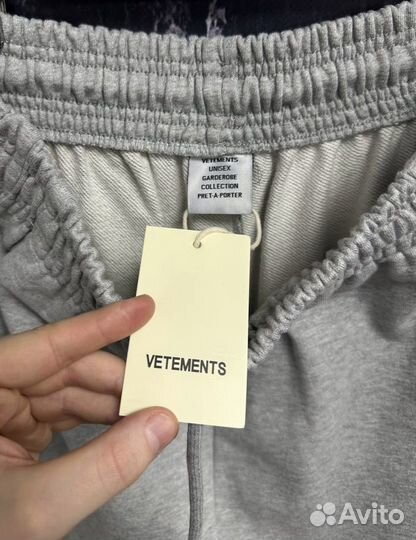 VETEMENTS
UNISEX
GARDEROBE
COLLECTION
PRET-A-PORTER
VETEMENTS
Avito